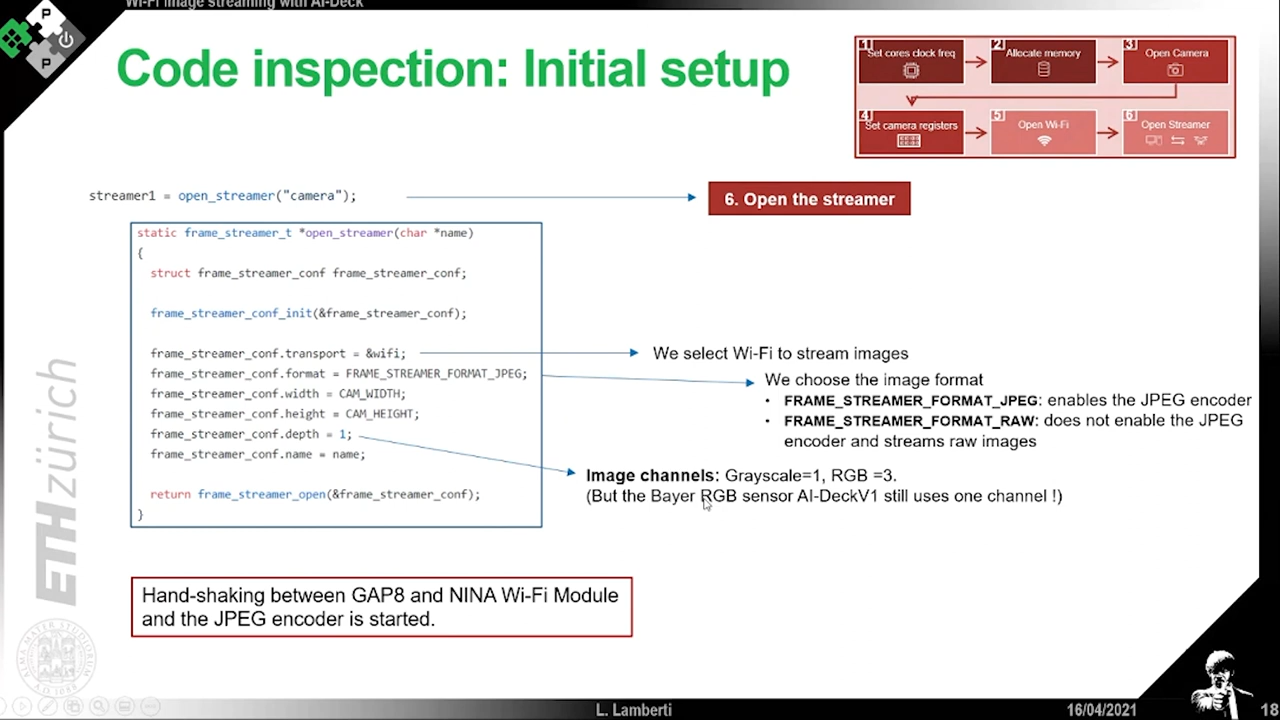 Wi-Fi image streaming with AI-Deck
P
P P
Code inspection: Initial setup
1 Set cores clock freq
2 Allocate memory
3 Open Camera
4 Set camera registers
5 Open Wi-Fi
6 Open Streamer
streamer1 = open_streamer("camera");
6. Open the streamer
static frame_streamer_t *open_streamer(char *name)
{
struct frame_streamer_conf frame_streamer_conf;
frame_streamer_conf_init(&frame_streamer_conf);
frame_streamer_conf.transport = &wifi;
frame_streamer_conf.format = FRAME_STREAMER_FORMAT_JPEG;
frame_streamer_conf.width = CAM_WIDTH;
frame_streamer_conf.height = CAM_HEIGHT;
frame_streamer_conf.depth = 1;
frame_streamer_conf.name = name;
return frame_streamer_open(&frame_streamer_conf);
}
We select Wi-Fi to stream images
We choose the image format
• FRAME_STREAMER_FORMAT_JPEG: enables the JPEG encoder
• FRAME_STREAMER_FORMAT_RAW: does not enable the JPEG
encoder and streams raw images
Image channels: Grayscale=1, RGB =3.
(But the Bayer RGB sensor AI-DeckV1 still uses one channel !)
Hand-shaking between GAP8 and NINA Wi-Fi Module
and the JPEG encoder is started.
ETH zürich
L. Lamberti
16/04/2021
18